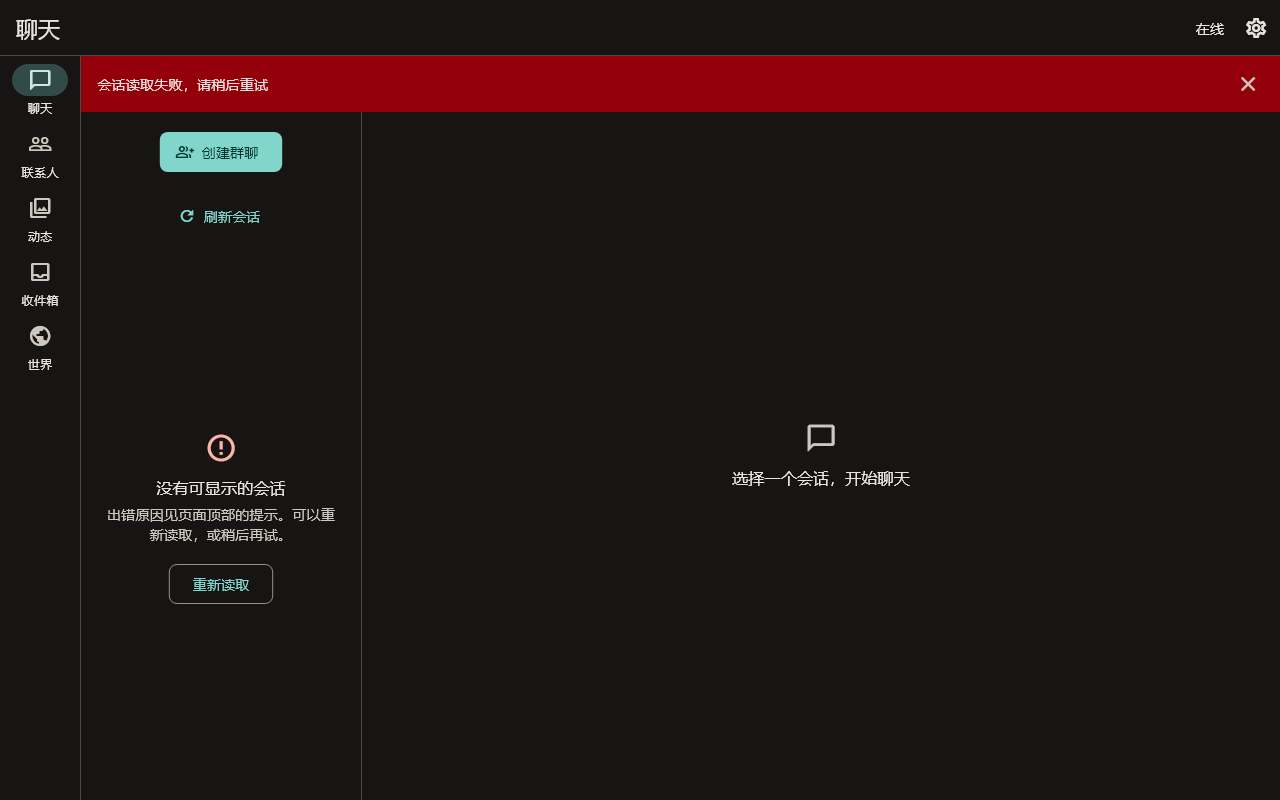 聊天
在线
聊天
联系人
动态
收件箱
世界
会话读取失败，请稍后重试
创建群聊
刷新会话
没有可显示的会话
出错原因见页面顶部的提示。可以重
新读取，或稍后再试。
重新读取
选择一个会话，开始聊天